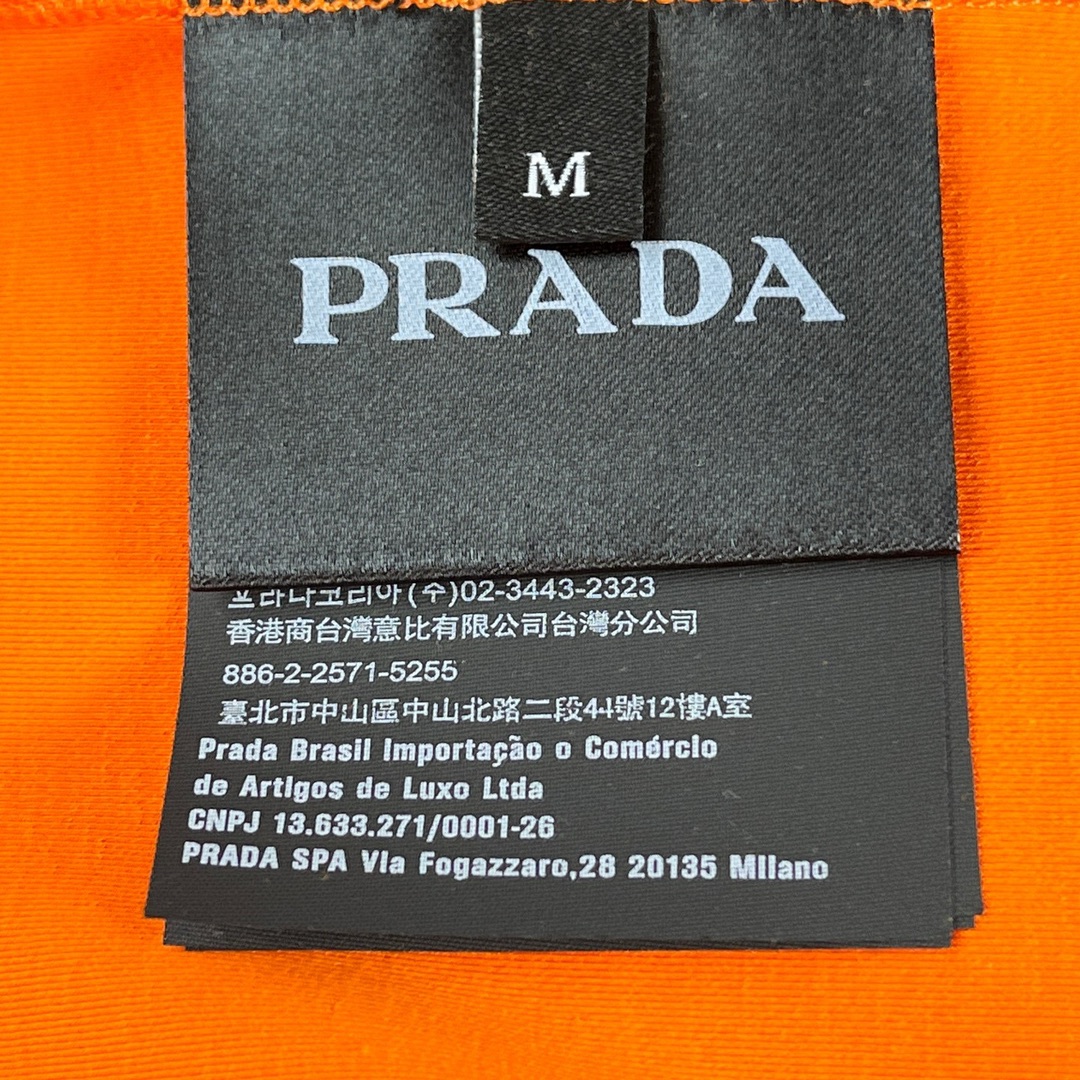 M
PRADA
프라다코리아(주)02-3443-2323
香港商台灣意比有限公司台灣分公司
886-2-2571-5255
臺北市中山區中山北路二段44號12樓A室
Prada Brasil Importação o Comércio
de Artigos de Luxo Ltda
CNPJ 13.633.271/0001-26
PRADA SPA Via Fogazzaro,28 20135 Milano